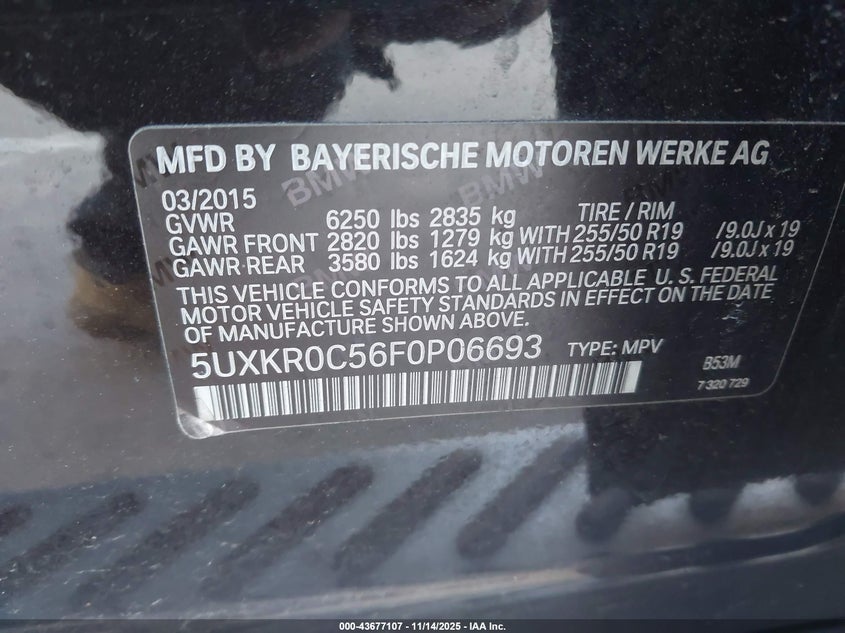 MFD BY BAYERISCHE MOTOREN WERKE AG
03/2015
GVWR 6250 lbs 2835 kg TIRE / RIM
GAWR FRONT 2820 lbs 1279 kg WITH 255/50 R19 /9.0J x 19
GAWR REAR 3580 lbs 1624 kg WITH 255/50 R19 /9.0J x 19
THIS VEHICLE CONFORMS TO ALL APPLICABLE U. S. FEDERAL
MOTOR VEHICLE SAFETY STANDARDS IN EFFECT ON THE DATE
OF MANUFACTURE SHOWN ABOVE.
5UXKR0C56F0P06693 TYPE: MPV B53M
7 320 729
000-43677107 | 11/14/2025 | IAA Inc.